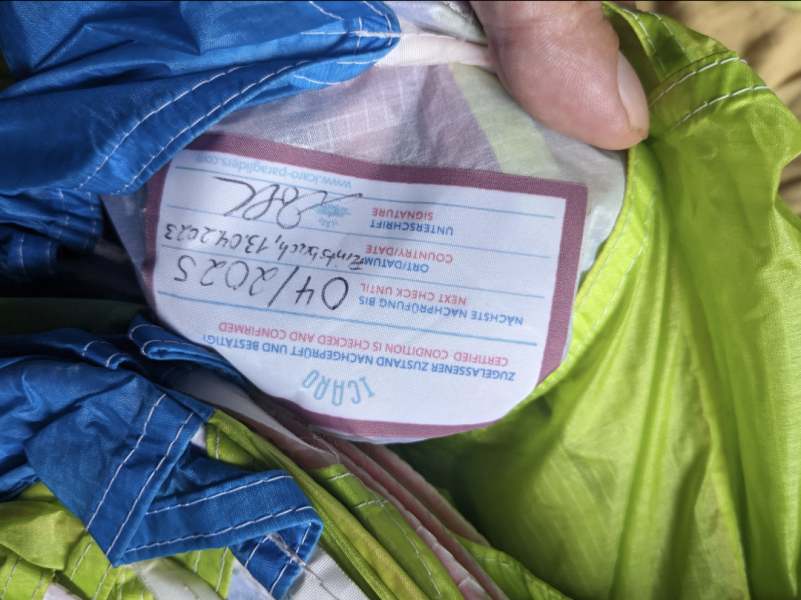 ICARO
ZUGELASSENER ZUSTAND NACHGEPRÜFT UND BESTÄTIGT:
CERTIFIED CONDITION IS CHECKED AND CONFIRMED
NÄCHSTE NACHPRÜFUNG BIS
NEXT CHECK UNTIL
04/2025
ORT/DATUM
COUNTRY/DATE
13.04.2023
UNTERSCHRIFT
SIGNATURE
www.icaro-paragliders.com